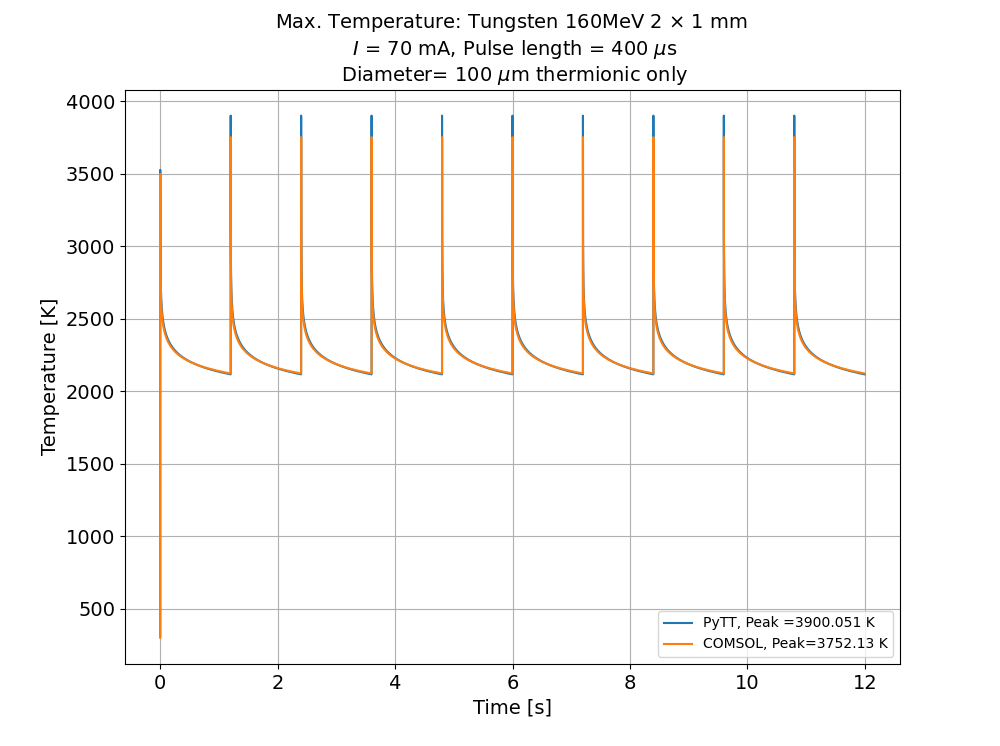 Max. Temperature: Tungsten 160MeV 2 × 1 mm
I = 70 mA, Pulse length = 400 μs
Diameter= 100 μm thermionic only
4000
3500
3000
2500
2000
1500
1000
500
Temperature [K]
PyTT, Peak =3900.051 K
COMSOL, Peak=3752.13 K
0 2 4 6 8 10 12
Time [s]